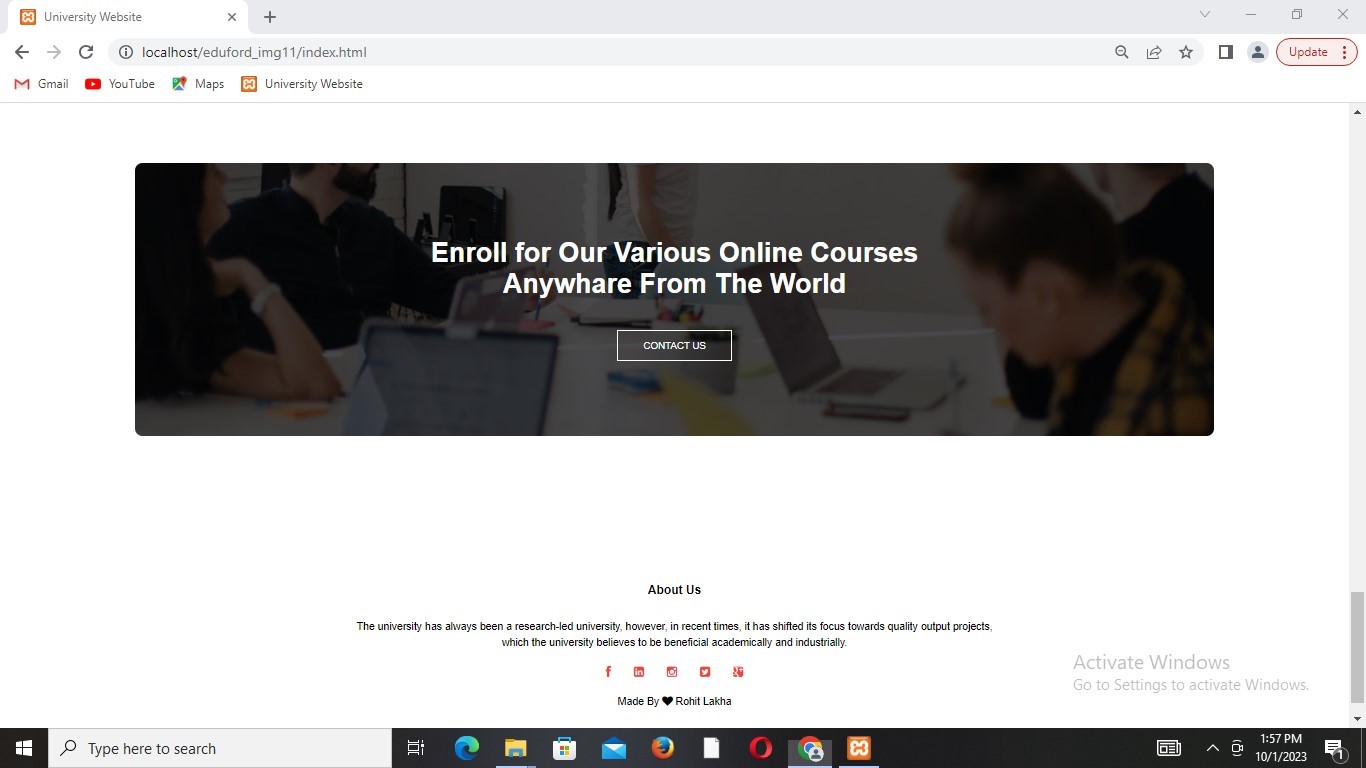 University Website
localhost/eduford_img11/index.html
Update
Gmail
YouTube
Maps
University Website
Enroll for Our Various Online Courses
Anywhare From The World
CONTACT US
About Us
The university has always been a research-led university, however, in recent times, it has shifted its focus towards quality output projects,
which the university believes to be beneficial academically and industrially.
Made By Rohit Lakha
Activate Windows
Go to Settings to activate Windows.
Type here to search
1:57 PM
10/1/2023
1